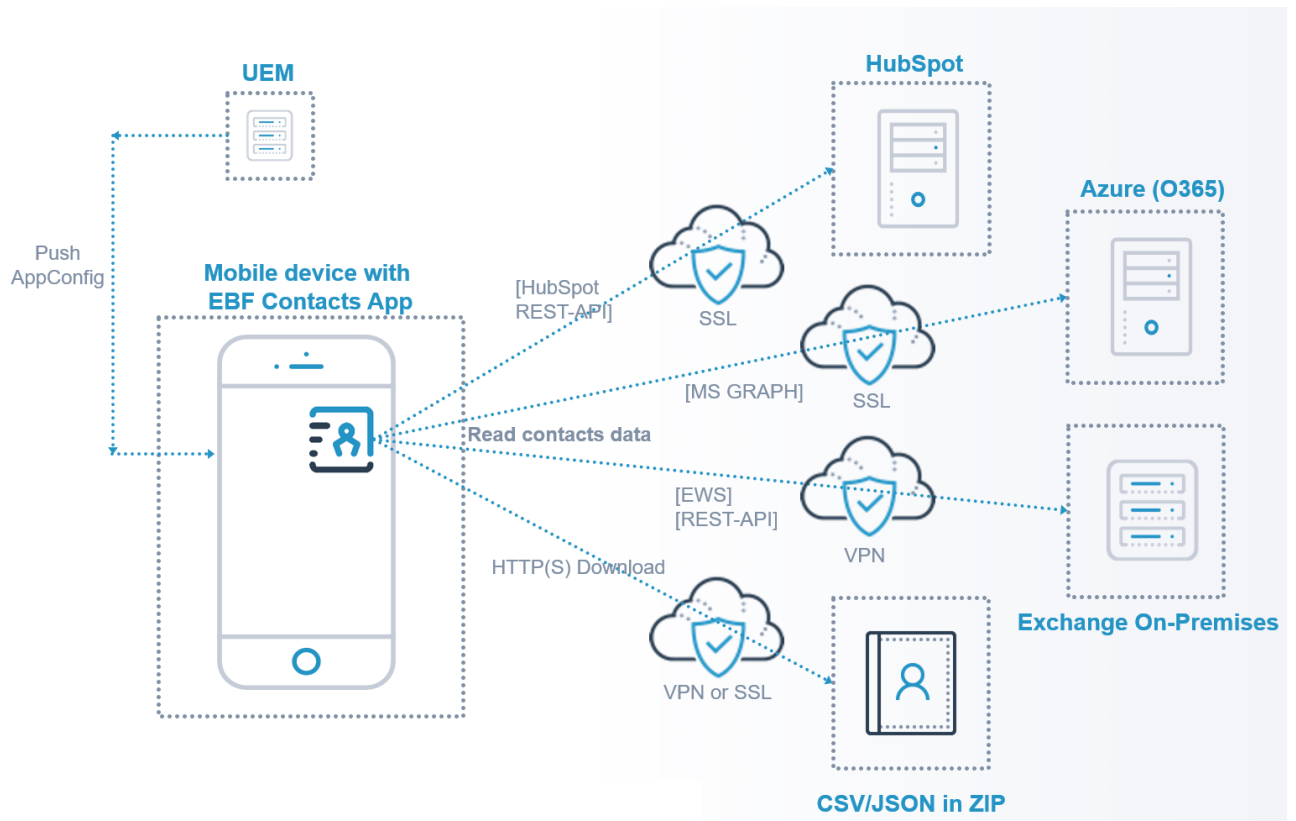 UEM
HubSpot
Azure (O365)
Push
AppConfig
Mobile device with
EBF Contacts App
[HubSpot
REST-API]
SSL
[MS GRAPH]
SSL
Read contacts data
[EWS]
[REST-API]
VPN
HTTP(S) Download
Exchange On-Premises
VPN or SSL
CSV/JSON in ZIP